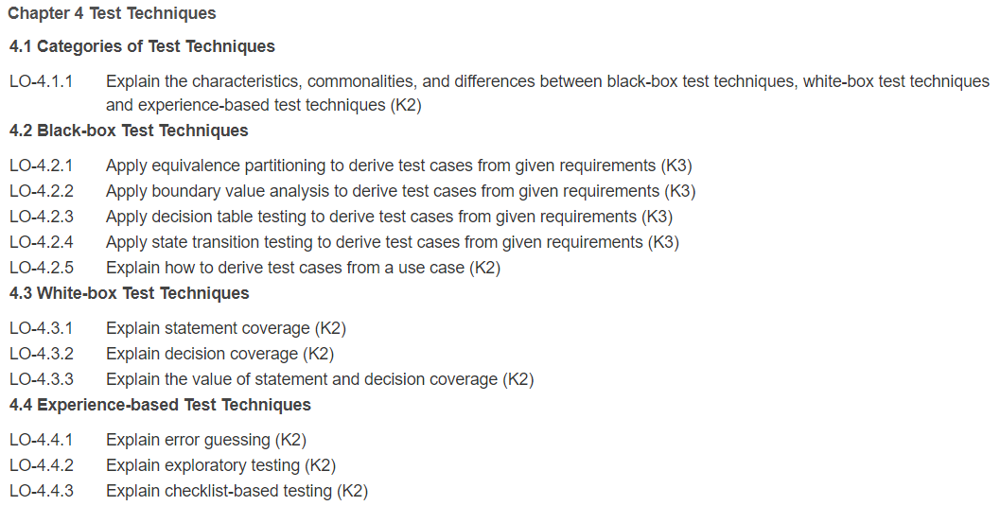 Chapter 4 Test Techniques
4.1 Categories of Test Techniques
LO-4.1.1 Explain the characteristics, commonalities, and differences between black-box test techniques, white-box test techniques
and experience-based test techniques (K2)
4.2 Black-box Test Techniques
LO-4.2.1 Apply equivalence partitioning to derive test cases from given requirements (K3)
LO-4.2.2 Apply boundary value analysis to derive test cases from given requirements (K3)
LO-4.2.3 Apply decision table testing to derive test cases from given requirements (K3)
LO-4.2.4 Apply state transition testing to derive test cases from given requirements (K3)
LO-4.2.5 Explain how to derive test cases from a use case (K2)
4.3 White-box Test Techniques
LO-4.3.1 Explain statement coverage (K2)
LO-4.3.2 Explain decision coverage (K2)
LO-4.3.3 Explain the value of statement and decision coverage (K2)
4.4 Experience-based Test Techniques
LO-4.4.1 Explain error guessing (K2)
LO-4.4.2 Explain exploratory testing (K2)
LO-4.4.3 Explain checklist-based testing (K2)